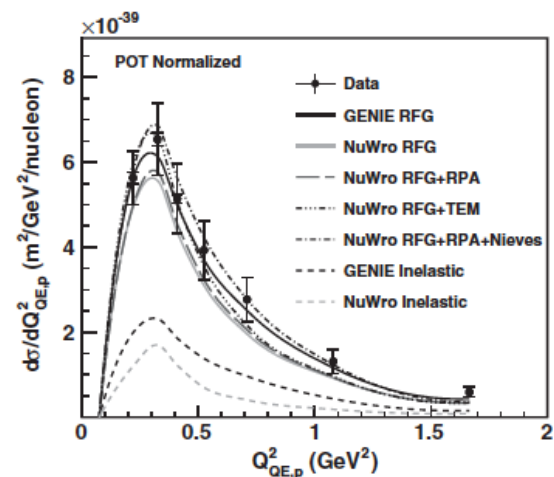 ×10⁻³⁹
POT Normalized
Data
GENIE RFG
NuWro RFG
NuWro RFG+RPA
NuWro RFG+TEM
NuWro RFG+RPA+Nieves
GENIE Inelastic
NuWro Inelastic
dσ/dQ²_QE,p (m²/GeV²/nucleon)
8
6
4
2
0 0.5 1 1.5 2
Q²_QE,p (GeV²)